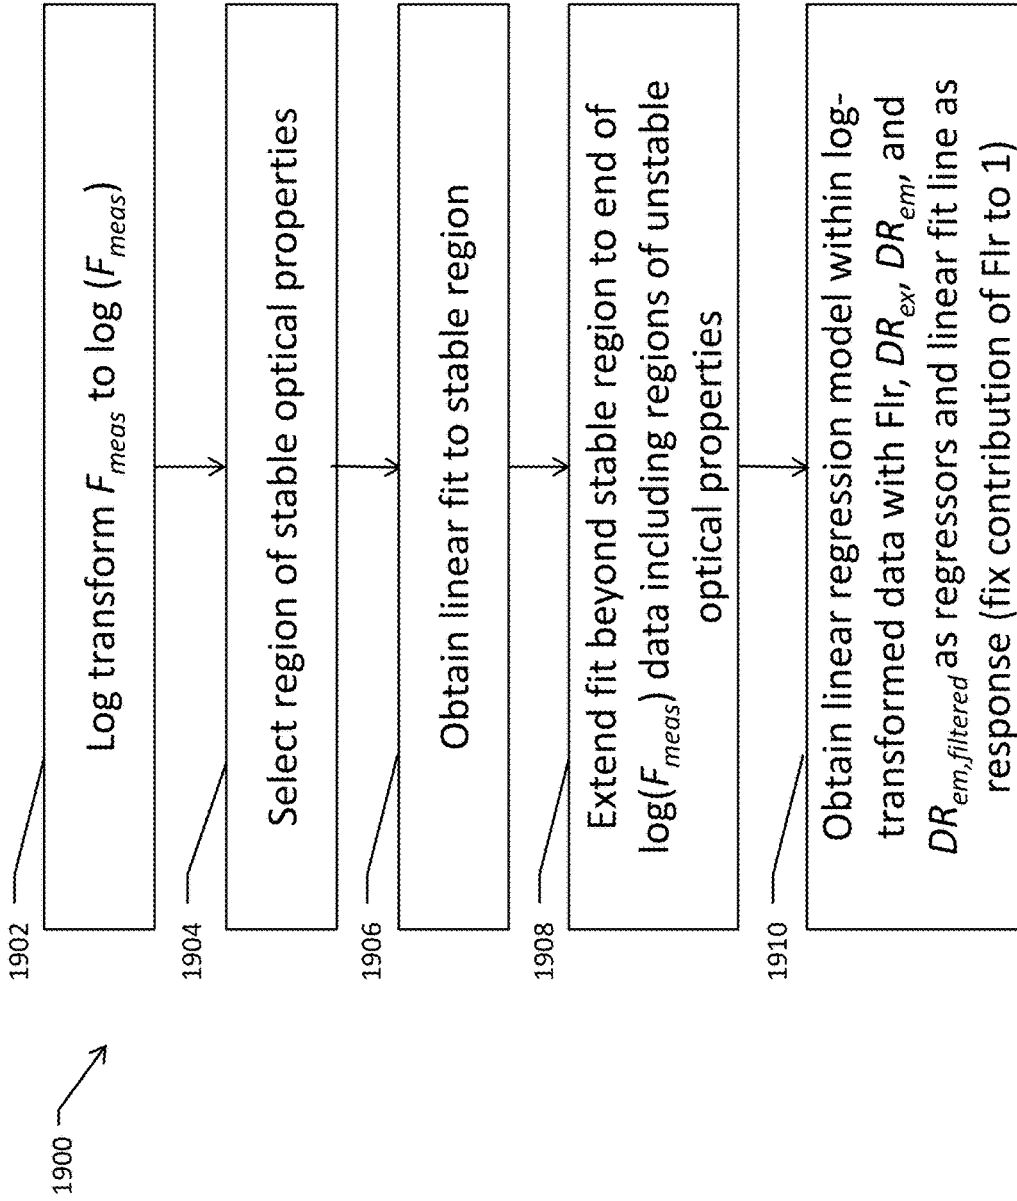 1900
1902
Log transform F_meas to log (F_meas)
1904
Select region of stable optical properties
1906
Obtain linear fit to stable region
1908
Extend fit beyond stable region to end of
log(F_meas) data including regions of unstable
optical properties
1910
Obtain linear regression model within log-
transformed data with Flr, DR_ex, DR_em, and
DR_em,filtered as regressors and linear fit line as
response (fix contribution of Flr to 1)